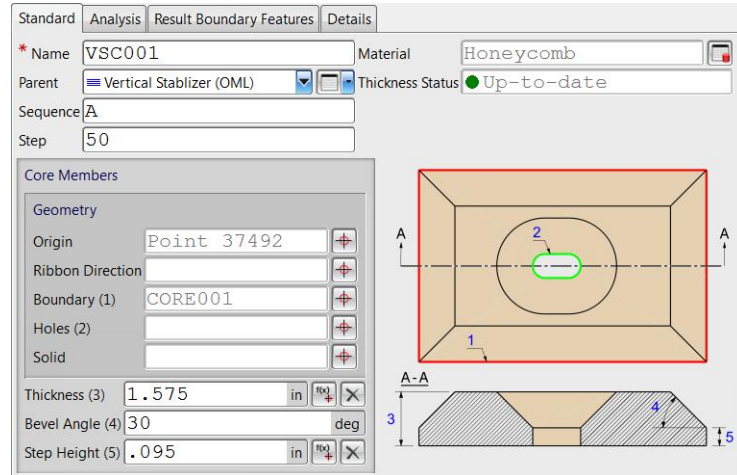 Standard Analysis Result Boundary Features Details
* Name VSC001 Material Honeycomb
Parent Vertical Stablizer (OML) Thickness Status Up-to-date
Sequence A
Step 50
Core Members
Geometry
Origin Point 37492
Ribbon Direction
Boundary (1) CORE001
Holes (2)
Solid
Thickness (3) 1.575 in f(x)
Bevel Angle (4) 30 deg
Step Height (5) .095 in f(x)
A A
2
1
A-A
3 4 5